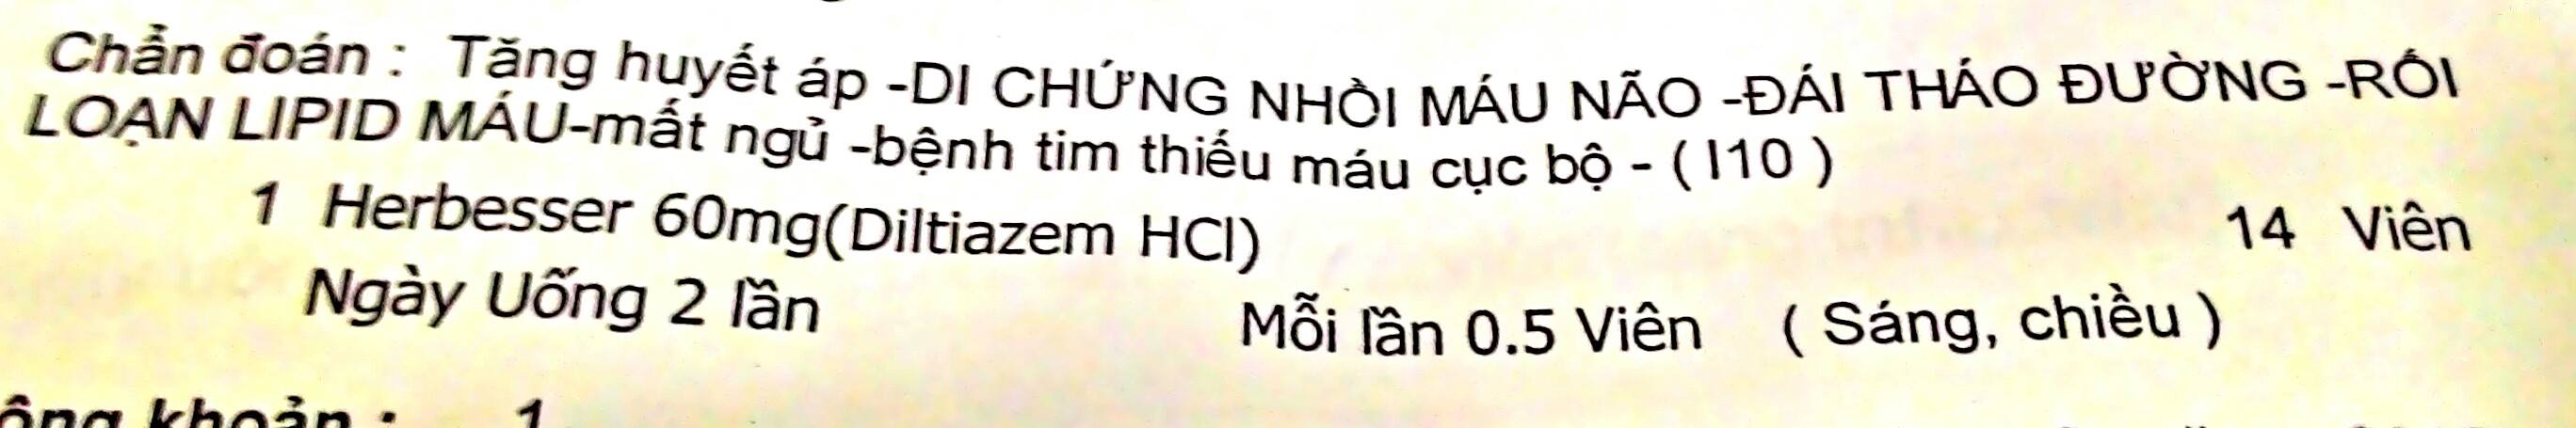 Chẩn đoán : Tăng huyết áp -DI CHỨNG NHỒI MÁU NÃO -ĐÁI THÁO ĐƯỜNG -RỐI
LOẠN LIPID MÁU-mất ngủ -bệnh tim thiếu máu cục bộ - ( I10 )
1 Herbesser 60mg(Diltiazem HCl) 14 Viên
Ngày Uống 2 lần Mỗi lần 0.5 Viên ( Sáng, chiều )
khoản : 1